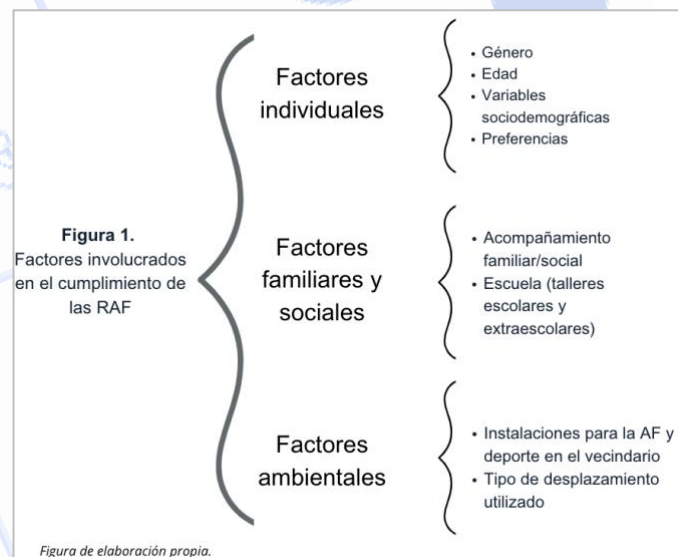 Figura 1.
Factores involucrados
en el cumplimiento de
las RAF
Factores
individuales
• Género
• Edad
• Variables
sociodemográficas
• Preferencias
Factores
familiares y
sociales
• Acompañamiento
familiar/social
• Escuela (talleres
escolares y
extraescolares)
Factores
ambientales
• Instalaciones para la AF y
deporte en el vecindario
• Tipo de desplazamiento
utilizado
Figura de elaboración propia.